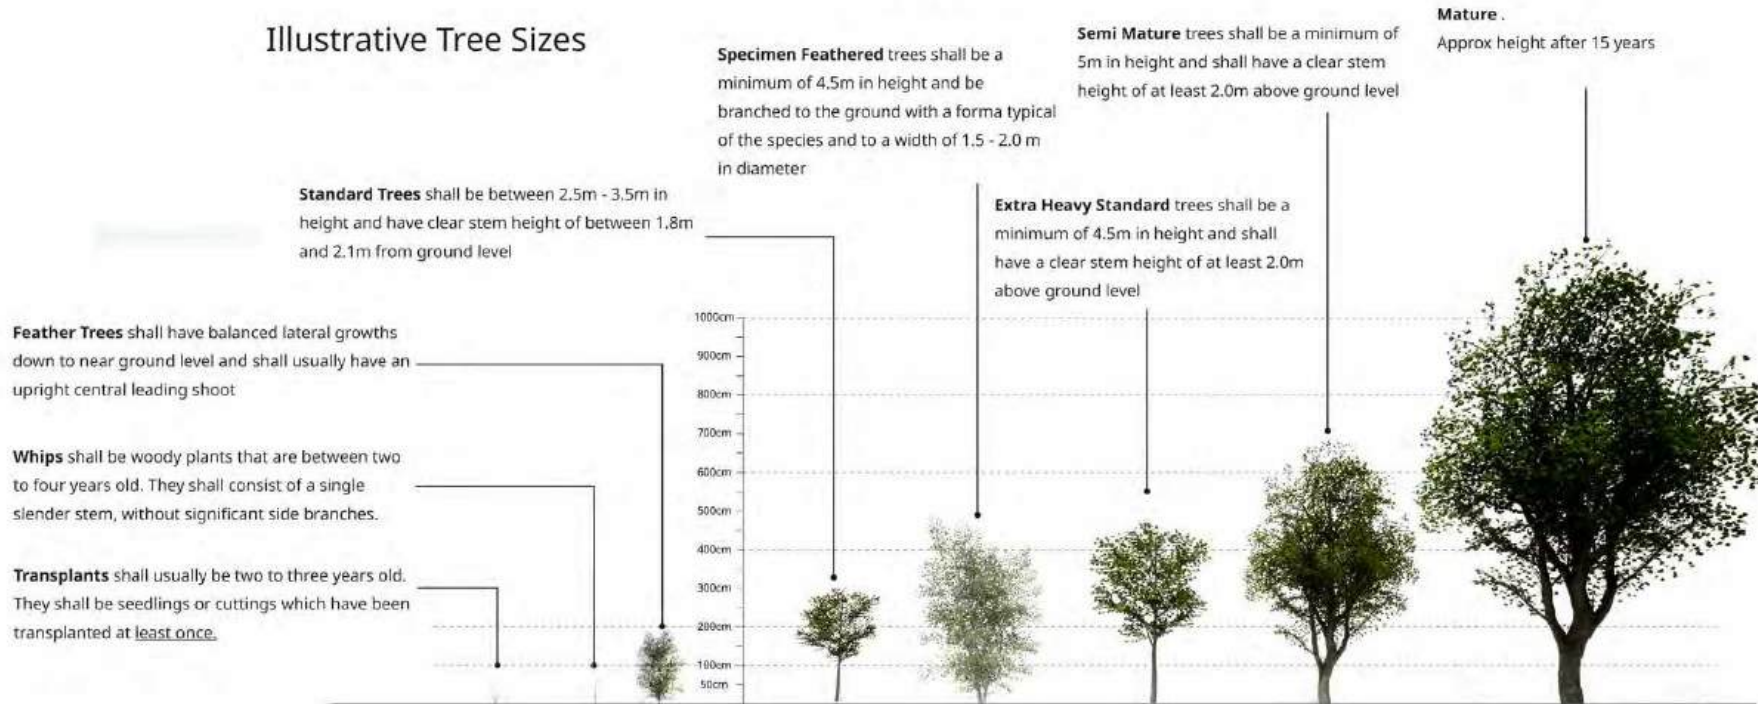 Illustrative Tree Sizes
Mature .
Approx height after 15 years
Semi Mature trees shall be a minimum of
5m in height and shall have a clear stem
height of at least 2.0m above ground level
Specimen Feathered trees shall be a
minimum of 4.5m in height and be
branched to the ground with a forma typical
of the species and to a width of 1.5 - 2.0 m
in diameter
Standard Trees shall be between 2.5m - 3.5m in
height and have clear stem height of between 1.8m
and 2.1m from ground level
Extra Heavy Standard trees shall be a
minimum of 4.5m in height and shall
have a clear stem height of at least 2.0m
above ground level
Feather Trees shall have balanced lateral growths
down to near ground level and shall usually have an
upright central leading shoot
Whips shall be woody plants that are between two
to four years old. They shall consist of a single
slender stem, without significant side branches.
Transplants shall usually be two to three years old.
They shall be seedlings or cuttings which have been
transplanted at least once.
1000cm
900cm
800cm
700cm
600cm
500cm
400cm
300cm
200cm
100cm
50cm